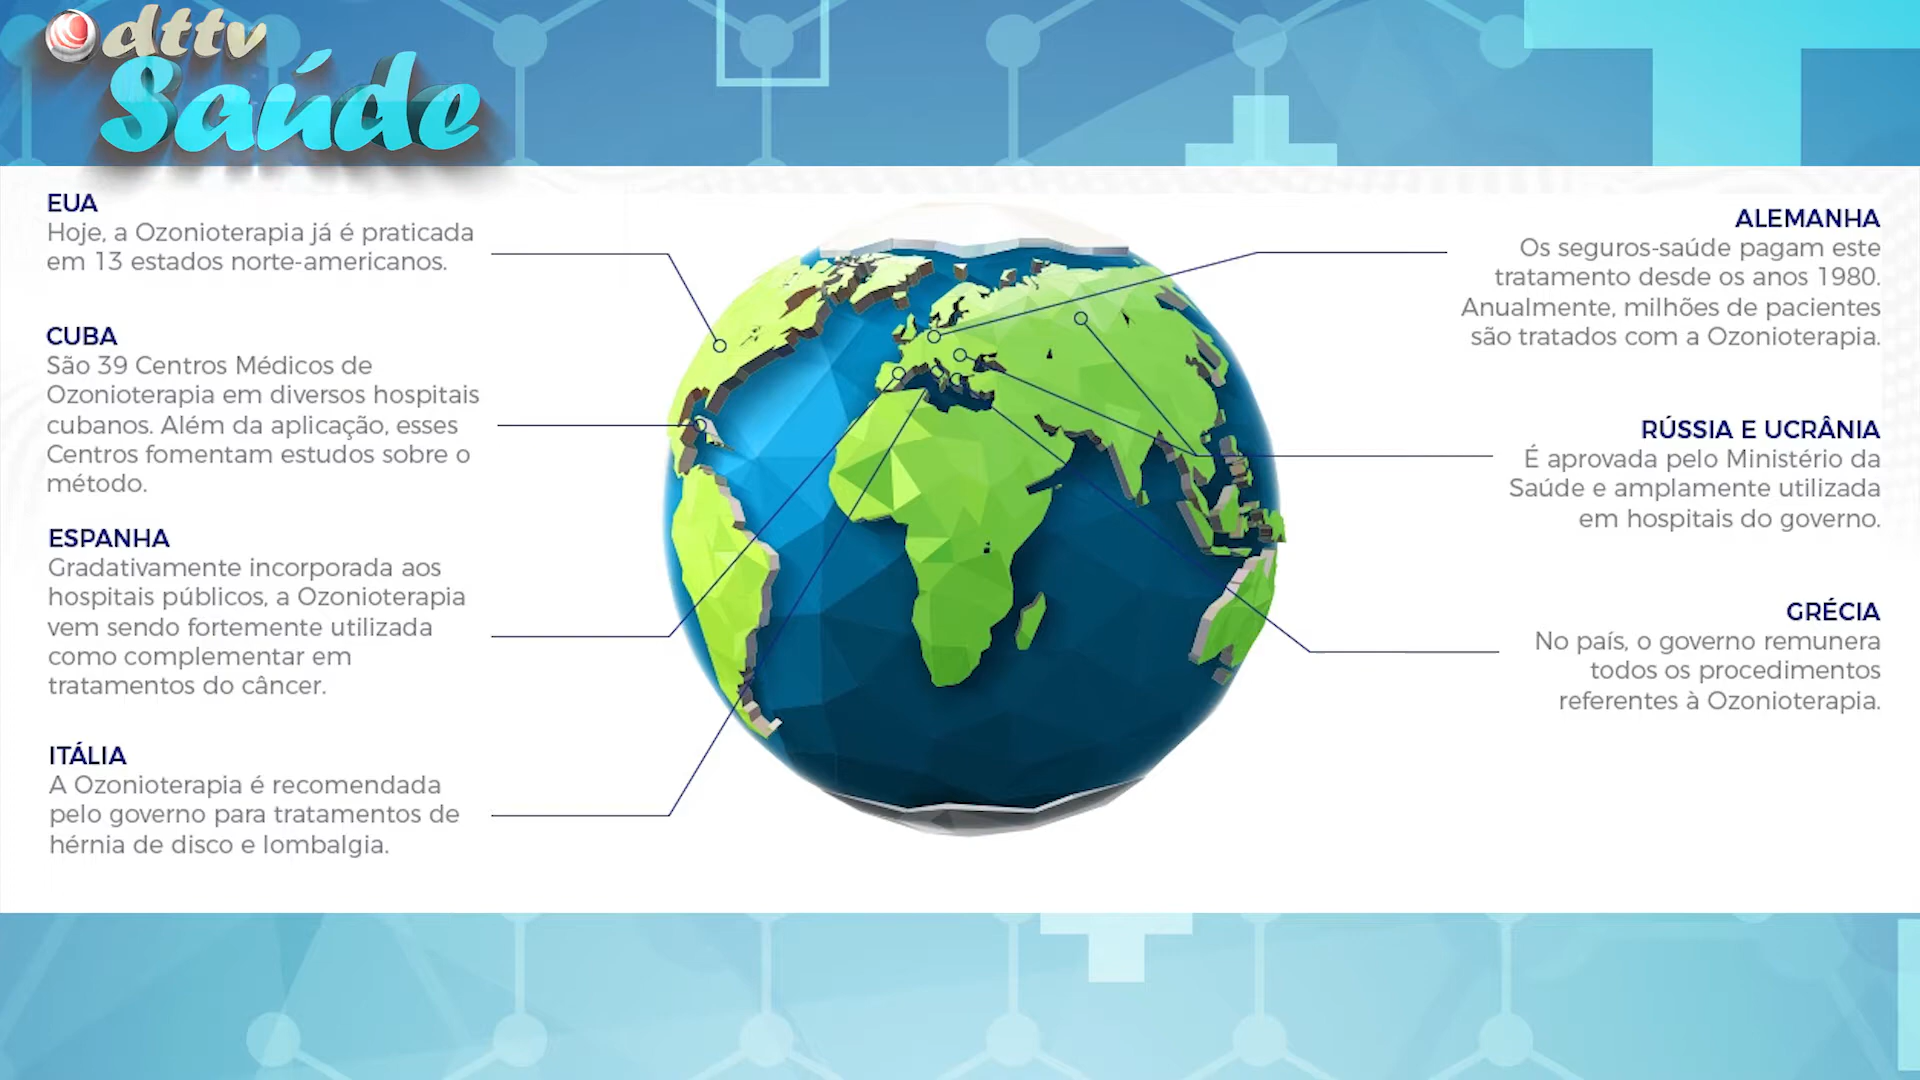 dttv
Saúde
EUA
Hoje, a Ozonioterapia já é praticada
em 13 estados norte-americanos.
CUBA
São 39 Centros Médicos de
Ozonioterapia em diversos hospitais
cubanos. Além da aplicação, esses
Centros fomentam estudos sobre o
método.
ESPANHA
Gradativamente incorporada aos
hospitais públicos, a Ozonioterapia
vem sendo fortemente utilizada
como complementar em
tratamentos do câncer.
ITÁLIA
A Ozonioterapia é recomendada
pelo governo para tratamentos de
hérnia de disco e lombalgia.
ALEMANHA
Os seguros-saúde pagam este
tratamento desde os anos 1980.
Anualmente, milhões de pacientes
são tratados com a Ozonioterapia.
RÚSSIA E UCRÂNIA
É aprovada pelo Ministério da
Saúde e amplamente utilizada
em hospitais do governo.
GRÉCIA
No país, o governo remunera
todos os procedimentos
referentes à Ozonioterapia.